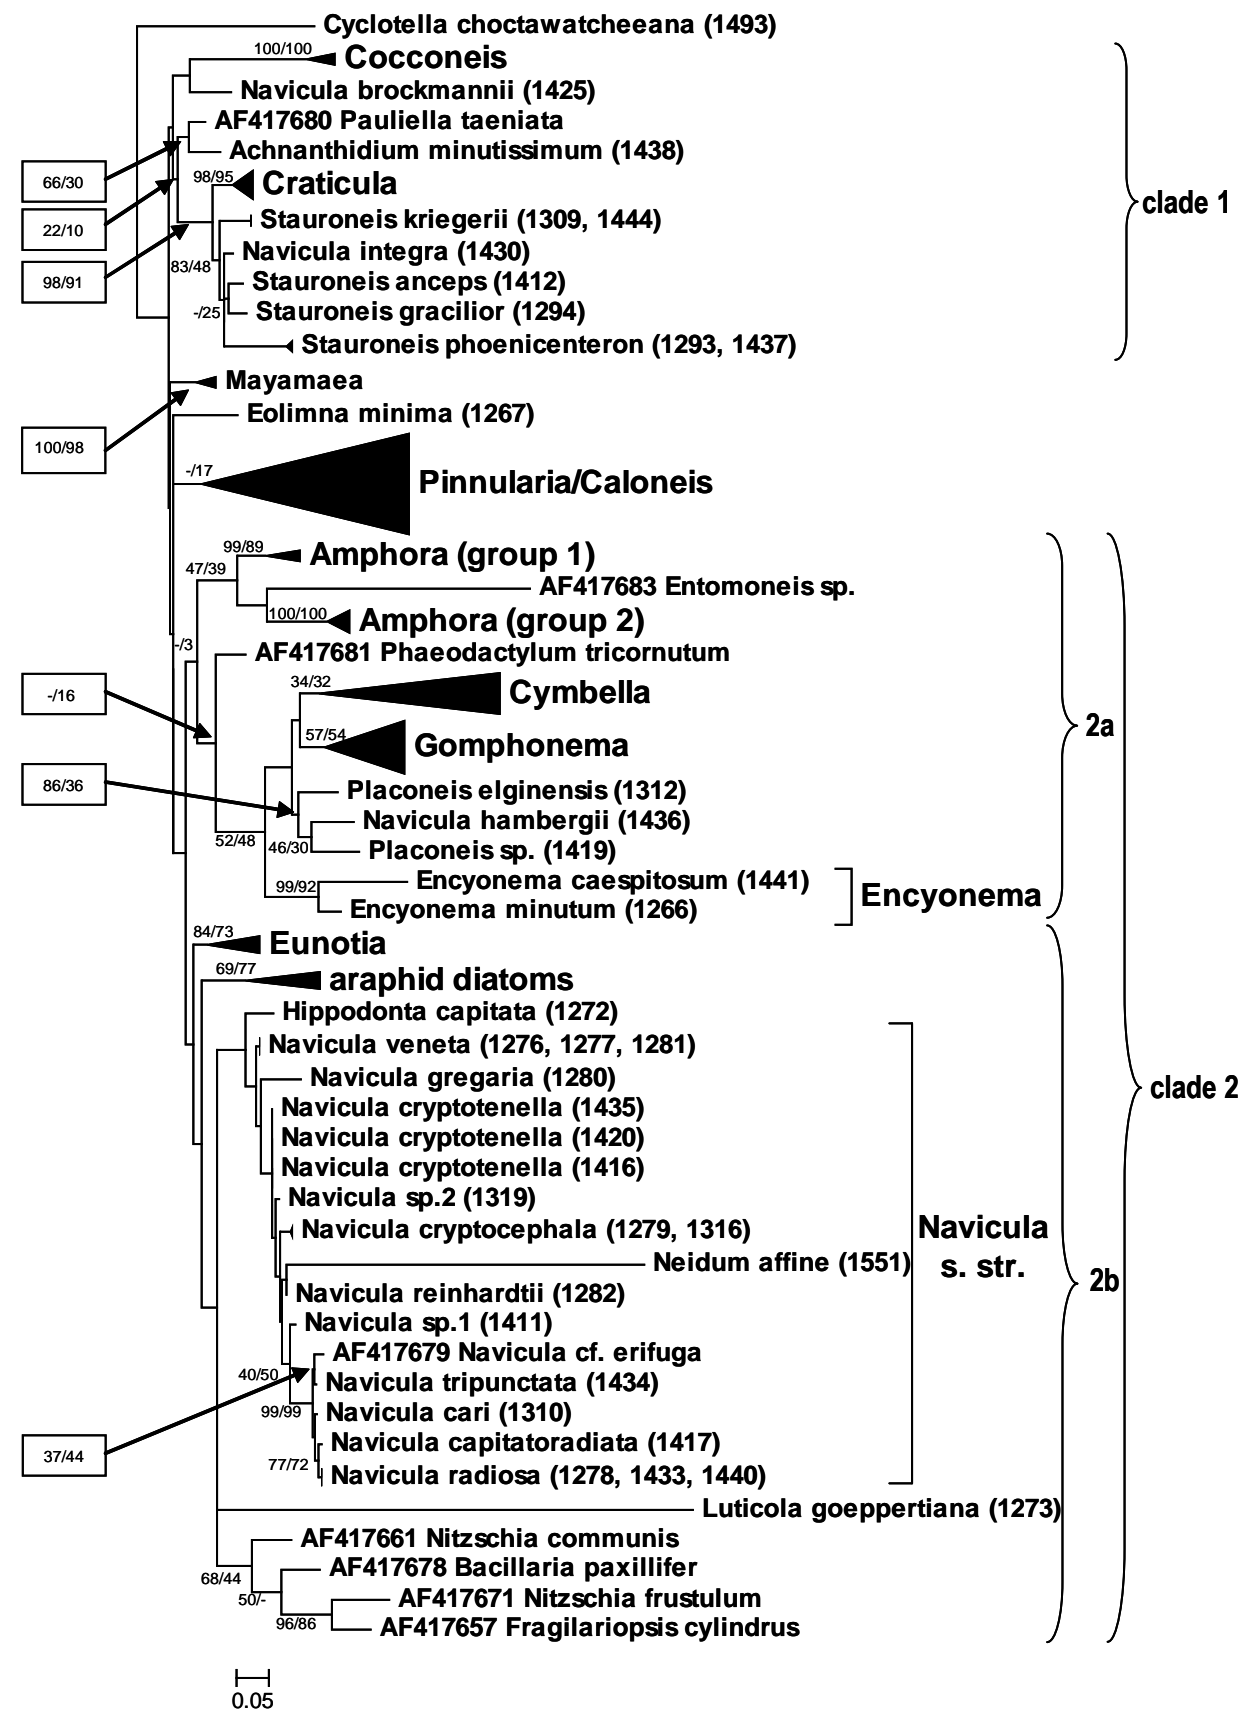 Cyclotella choctawatcheeana (1493)
100/100
Cocconeis
Navicula brockmannii (1425)
AF417680 Pauliella taeniata
Achnanthidium minutissimum (1438)
66/30
98/95
Craticula
clade 1
22/10
Stauroneis kriegerii (1309, 1444)
Navicula integra (1430)
98/91
83/48
Stauroneis anceps (1412)
-/25
Stauroneis gracilior (1294)
Stauroneis phoenicenteron (1293, 1437)
Mayamaea
Eolimna minima (1267)
100/98
-/17
Pinnularia/Caloneis
99/89
Amphora (group 1)
47/39
AF417683 Entomoneis sp.
100/100
Amphora (group 2)
-/3
AF417681 Phaeodactylum tricornutum
-/16
34/32
Cymbella
2a
57/54
Gomphonema
86/36
Placoneis elginensis (1312)
Navicula hambergii (1436)
52/48
46/30
Placoneis sp. (1419)
99/92
Encyonema caespitosum (1441)
Encyonema
Encyonema minutum (1266)
84/73
Eunotia
69/77
araphid diatoms
Hippodonta capitata (1272)
Navicula veneta (1276, 1277, 1281)
Navicula gregaria (1280)
clade 2
Navicula cryptotenella (1435)
Navicula cryptotenella (1420)
Navicula cryptotenella (1416)
Navicula sp.2 (1319)
Navicula cryptocephala (1279, 1316)
Navicula
s. str.
Neidum affine (1551)
2b
Navicula reinhardtii (1282)
Navicula sp.1 (1411)
AF417679 Navicula cf. erifuga
40/50
Navicula tripunctata (1434)
99/99
Navicula cari (1310)
37/44
Navicula capitatoradiata (1417)
77/72
Navicula radiosa (1278, 1433, 1440)
Luticola goeppertiana (1273)
AF417661 Nitzschia communis
68/44
AF417678 Bacillaria paxillifer
50/-
AF417671 Nitzschia frustulum
96/86
AF417657 Fragilariopsis cylindrus
0.05